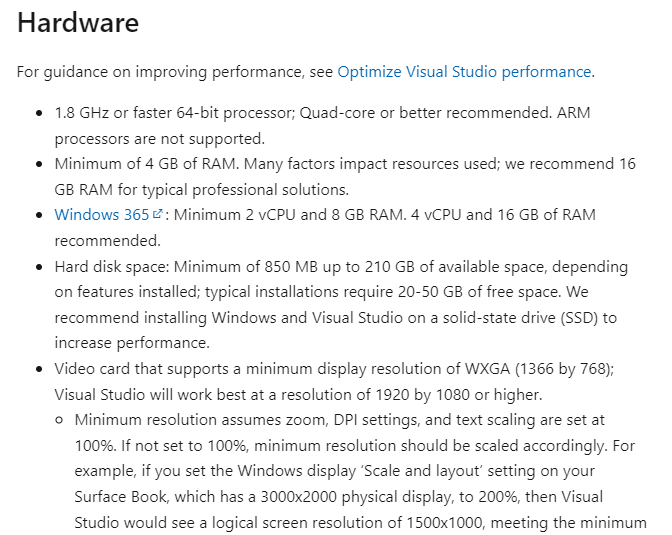 Hardware
For guidance on improving performance, see Optimize Visual Studio performance.
• 1.8 GHz or faster 64-bit processor; Quad-core or better recommended. ARM
processors are not supported.
• Minimum of 4 GB of RAM. Many factors impact resources used; we recommend 16
GB RAM for typical professional solutions.
• Windows 365: Minimum 2 vCPU and 8 GB RAM. 4 vCPU and 16 GB of RAM
recommended.
• Hard disk space: Minimum of 850 MB up to 210 GB of available space, depending
on features installed; typical installations require 20-50 GB of free space. We
recommend installing Windows and Visual Studio on a solid-state drive (SSD) to
increase performance.
• Video card that supports a minimum display resolution of WXGA (1366 by 768);
Visual Studio will work best at a resolution of 1920 by 1080 or higher.
◦ Minimum resolution assumes zoom, DPI settings, and text scaling are set at
100%. If not set to 100%, minimum resolution should be scaled accordingly. For
example, if you set the Windows display 'Scale and layout' setting on your
Surface Book, which has a 3000x2000 physical display, to 200%, then Visual
Studio would see a logical screen resolution of 1500x1000, meeting the minimum